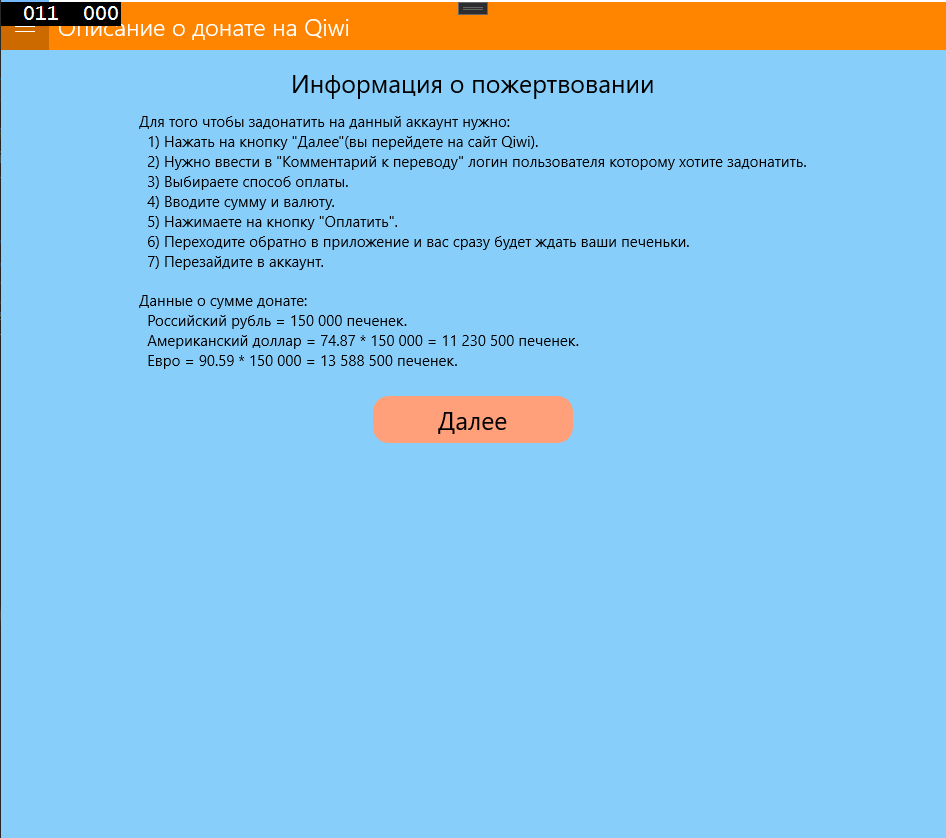 011 000
Описание о донате на Qiwi
Информация о пожертвовании
Для того чтобы задонатить на данный аккаунт нужно:
1) Нажать на кнопку "Далее"(вы перейдете на сайт Qiwi).
2) Нужно ввести в "Комментарий к переводу" логин пользователя которому хотите задонатить.
3) Выбираете способ оплаты.
4) Вводите сумму и валюту.
5) Нажимаете на кнопку "Оплатить".
6) Переходите обратно в приложение и вас сразу будет ждать ваши печеньки.
7) Перезайдите в аккаунт.
Данные о сумме донате:
Российский рубль = 150 000 печенек.
Американский доллар = 74.87 * 150 000 = 11 230 500 печенек.
Евро = 90.59 * 150 000 = 13 588 500 печенек.
Далее